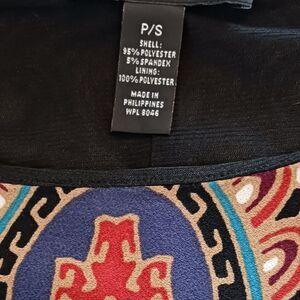 P/S
SHELL:
95% POLYESTER
5% SPANDEX
LINING:
100% POLYESTER
MADE IN
PHILIPPINES
WPL 8046